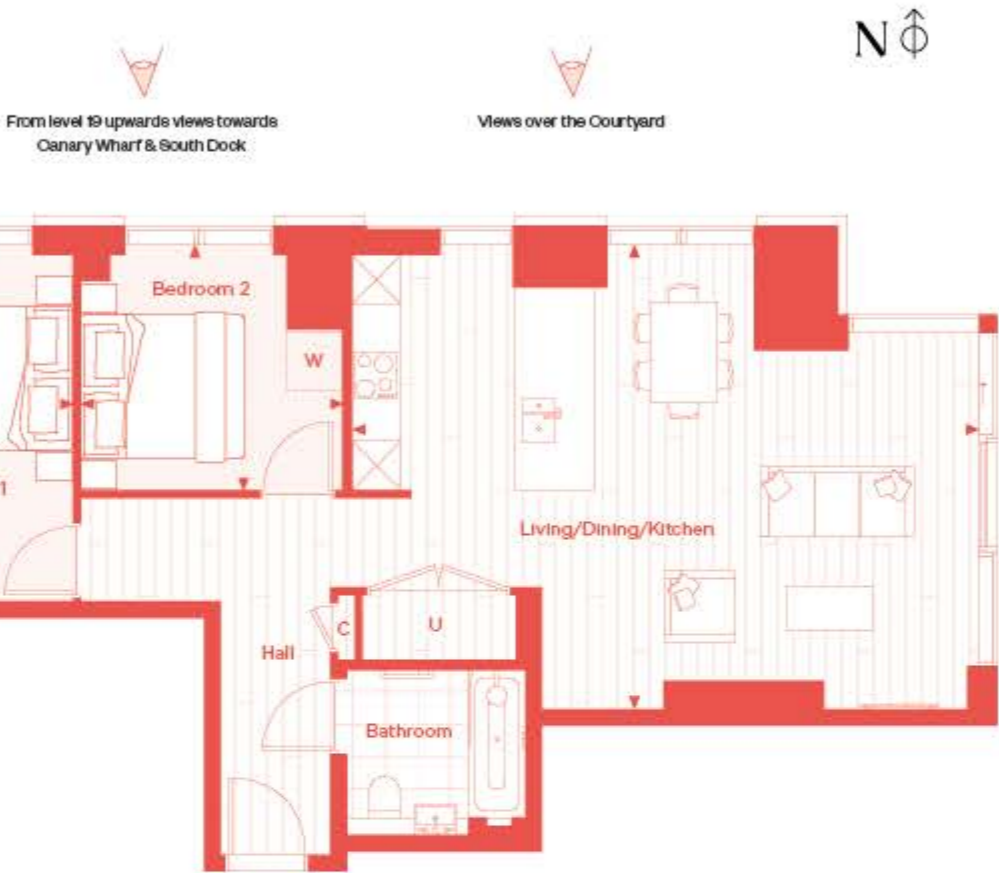 N
From level 19 upwards views towards
Canary Wharf & South Dock
Views over the Courtyard
Bedroom 2
W
1
Living/Dining/Kitchen
C
U
Hall
Bathroom